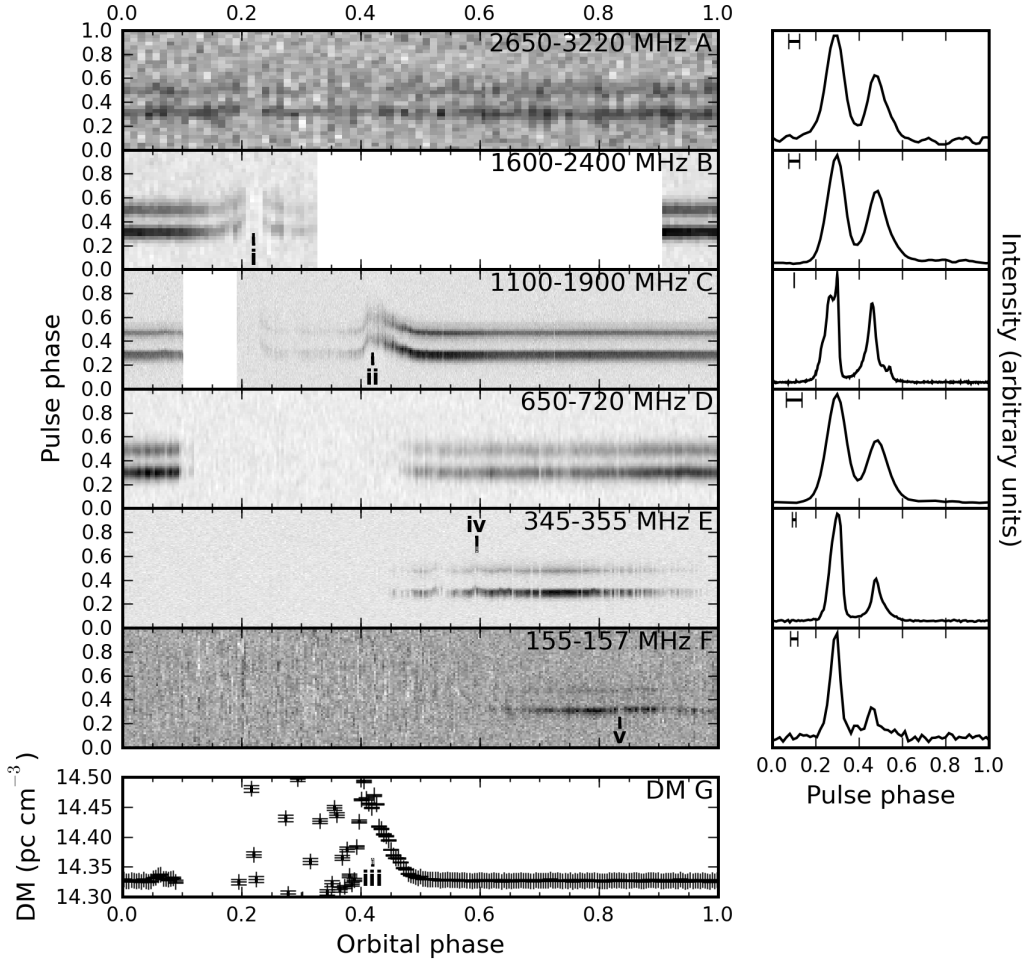 0.0 0.2 0.4 0.6 0.8 1.0
1.0
0.8
0.6
0.4
0.2
0.0
2650-3220 MHz A
0.8
0.6
0.4
0.2
0.0
1600-2400 MHz B
i
0.8
0.6
0.4
0.2
0.0
1100-1900 MHz C
ii
0.8
0.6
0.4
0.2
0.0
650-720 MHz D
0.8
0.6
0.4
0.2
0.0
345-355 MHz E
iv
0.8
0.6
0.4
0.2
0.0
155-157 MHz F
v
Pulse phase
Intensity (arbitrary units)
0.0 0.2 0.4 0.6 0.8 1.0
Pulse phase
14.50
14.45
14.40
14.35
14.30
DM (pc cm⁻³)
DM G
iii
0.0 0.2 0.4 0.6 0.8 1.0
Orbital phase